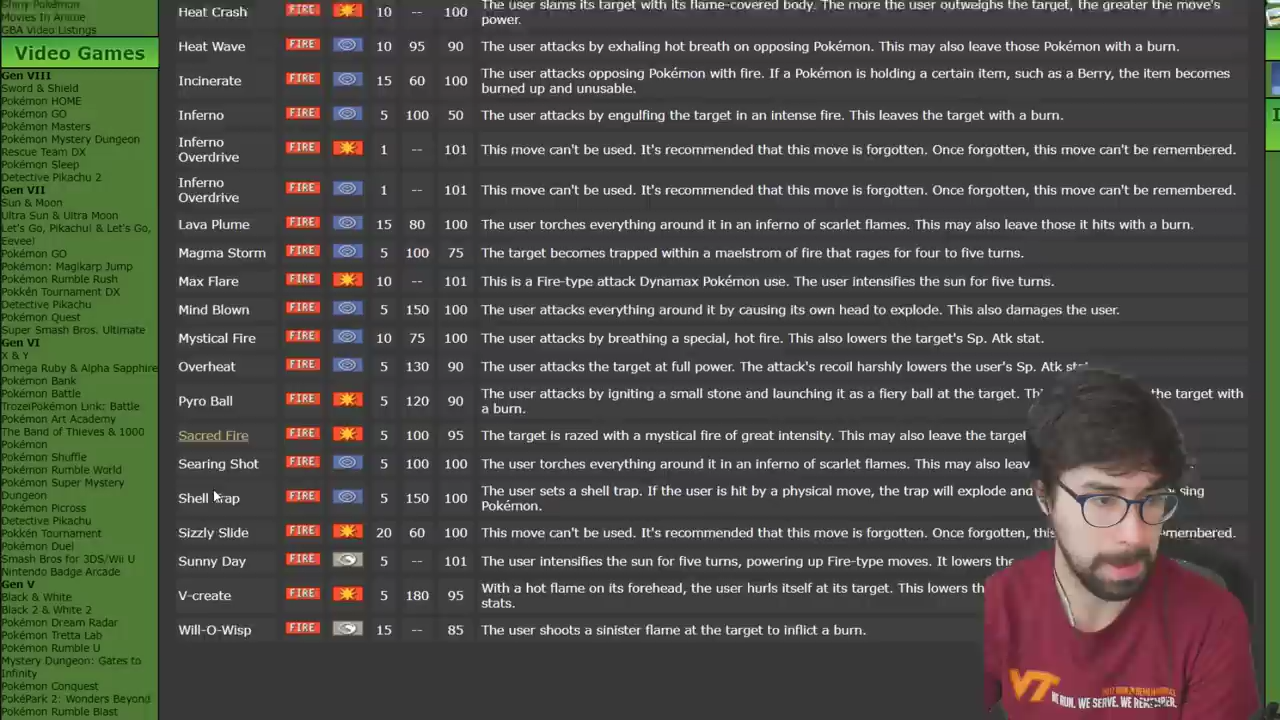 Shiny Pokémon
Movies In Anime
GBA Video Listings
Video Games
Gen VIII
Sword & Shield
Pokémon HOME
Pokémon GO
Pokémon Masters
Pokémon Mystery Dungeon
Rescue Team DX
Pokémon Sleep
Detective Pikachu 2
Gen VII
Sun & Moon
Ultra Sun & Ultra Moon
Let's Go, Pikachu! & Let's Go,
Eevee!
Pokémon GO
Pokémon: Magikarp Jump
Pokémon Rumble Rush
Pokkén Tournament DX
Detective Pikachu
Pokémon Quest
Super Smash Bros. Ultimate
Gen VI
X & Y
Omega Ruby & Alpha Sapphire
Pokémon Bank
Pokémon Battle
TrozeiPokémon Link: Battle
Pokémon Art Academy
The Band of Thieves & 1000
Pokémon
Pokémon Shuffle
Pokémon Rumble World
Pokémon Super Mystery
Dungeon
Pokémon Picross
Detective Pikachu
Pokkén Tournament
Pokémon Duel
Smash Bros for 3DS/Wii U
Nintendo Badge Arcade
Gen V
Black & White
Black 2 & White 2
Pokémon Dream Radar
Pokémon Tretta Lab
Pokémon Rumble U
Mystery Dungeon: Gates to
Infinity
Pokémon Conquest
PokéPark 2: Wonders Beyond
Pokémon Rumble Blast
Heat Crash FIRE 10 -- 100 The user slams its target with its flame-covered body. The more the user outweighs the target, the greater the move's
power.
Heat Wave FIRE 10 95 90 The user attacks by exhaling hot breath on opposing Pokémon. This may also leave those Pokémon with a burn.
Incinerate FIRE 15 60 100 The user attacks opposing Pokémon with fire. If a Pokémon is holding a certain item, such as a Berry, the item becomes
burned up and unusable.
Inferno FIRE 5 100 50 The user attacks by engulfing the target in an intense fire. This leaves the target with a burn.
Inferno
Overdrive FIRE 1 -- 101 This move can't be used. It's recommended that this move is forgotten. Once forgotten, this move can't be remembered.
Inferno
Overdrive FIRE 1 -- 101 This move can't be used. It's recommended that this move is forgotten. Once forgotten, this move can't be remembered.
Lava Plume FIRE 15 80 100 The user torches everything around it in an inferno of scarlet flames. This may also leave those it hits with a burn.
Magma Storm FIRE 5 100 75 The target becomes trapped within a maelstrom of fire that rages for four to five turns.
Max Flare FIRE 10 -- 101 This is a Fire-type attack Dynamax Pokémon use. The user intensifies the sun for five turns.
Mind Blown FIRE 5 150 100 The user attacks everything around it by causing its own head to explode. This also damages the user.
Mystical Fire FIRE 10 75 100 The user attacks by breathing a special, hot fire. This also lowers the target's Sp. Atk stat.
Overheat FIRE 5 130 90 The user attacks the target at full power. The attack's recoil harshly lowers the user's Sp. Atk
Pyro Ball FIRE 5 120 90 The user attacks by igniting a small stone and launching it as a fiery ball at the target. the target with
a burn.
Sacred Fire FIRE 5 100 95 The target is razed with a mystical fire of great intensity. This may also leave the target
Searing Shot FIRE 5 100 100 The user torches everything around it in an inferno of scarlet flames. This may also
Shell Trap FIRE 5 150 100 The user sets a shell trap. If the user is hit by a physical move, the trap will explode and
Pokémon.
Sizzly Slide FIRE 20 60 100 This move can't be used. It's recommended that this move is forgotten. Once forgotten,
Sunny Day FIRE 5 -- 101 The user intensifies the sun for five turns, powering up Fire-type moves. It lowers the
V-create FIRE 5 180 95 With a hot flame on its forehead, the user hurls itself at its target. This lowers
stats.
Will-O-Wisp FIRE 15 -- 85 The user shoots a sinister flame at the target to inflict a burn.
VT
WE RUN. WE SERVE. WE REMEMBER.